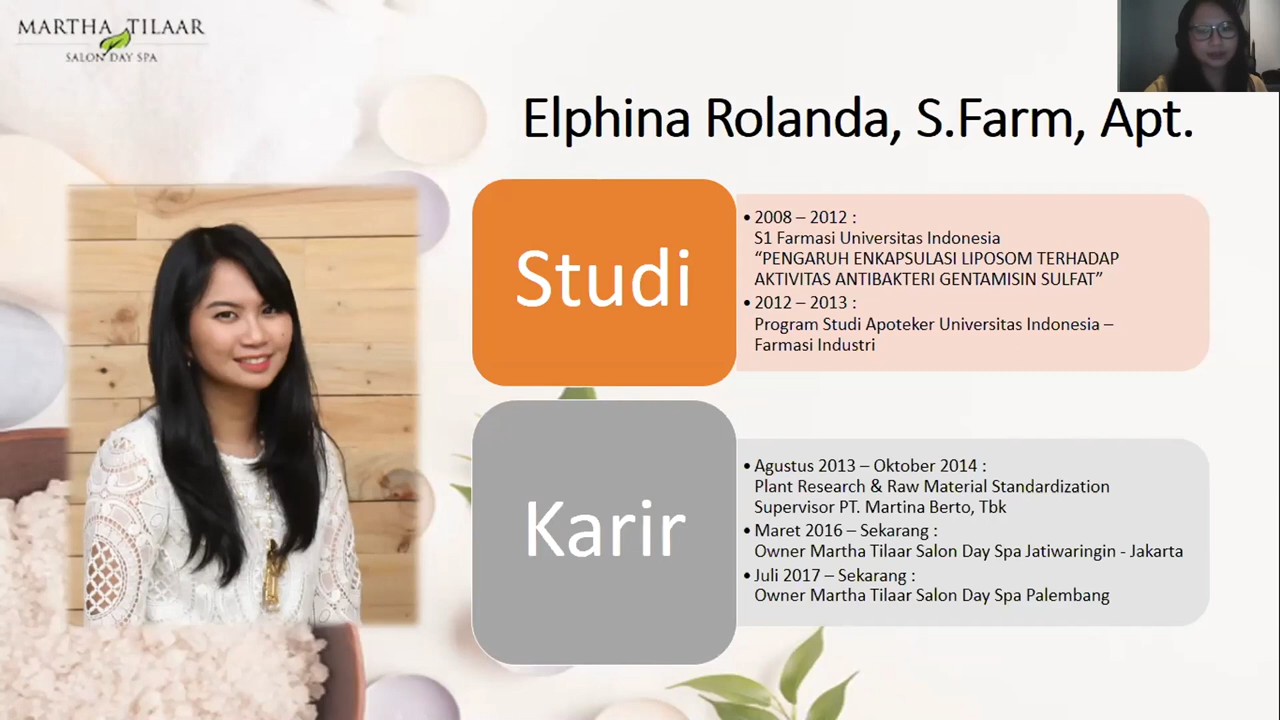 MARTHA TILAAR
SALON DAY SPA
Elphina Rolanda, S.Farm, Apt.
Studi
• 2008 – 2012 :
S1 Farmasi Universitas Indonesia
“PENGARUH ENKAPSULASI LIPOSOM TERHADAP
AKTIVITAS ANTIBAKTERI GENTAMISIN SULFAT”
• 2012 – 2013 :
Program Studi Apoteker Universitas Indonesia –
Farmasi Industri
Karir
• Agustus 2013 – Oktober 2014 :
Plant Research & Raw Material Standardization
Supervisor PT. Martina Berto, Tbk
• Maret 2016 – Sekarang :
Owner Martha Tilaar Salon Day Spa Jatiwaringin - Jakarta
• Juli 2017 – Sekarang :
Owner Martha Tilaar Salon Day Spa Palembang